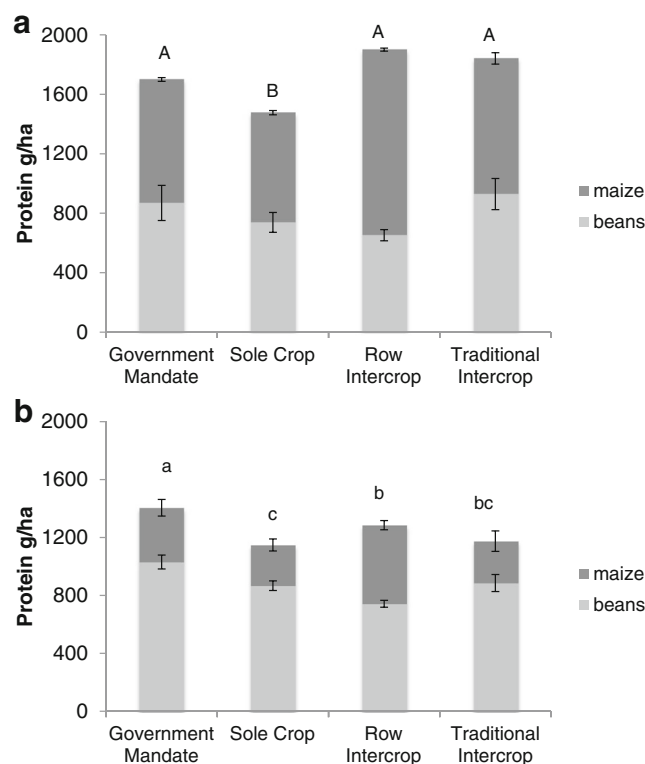 a
Protein g/ha
2000
1600
1200
800
400
0
A
B
A
A
maize
beans
Government
Mandate
Sole Crop
Row
Intercrop
Traditional
Intercrop
b
Protein g/ha
2000
1600
1200
800
400
0
a
c
b
bc
maize
beans
Government
Mandate
Sole Crop
Row
Intercrop
Traditional
Intercrop